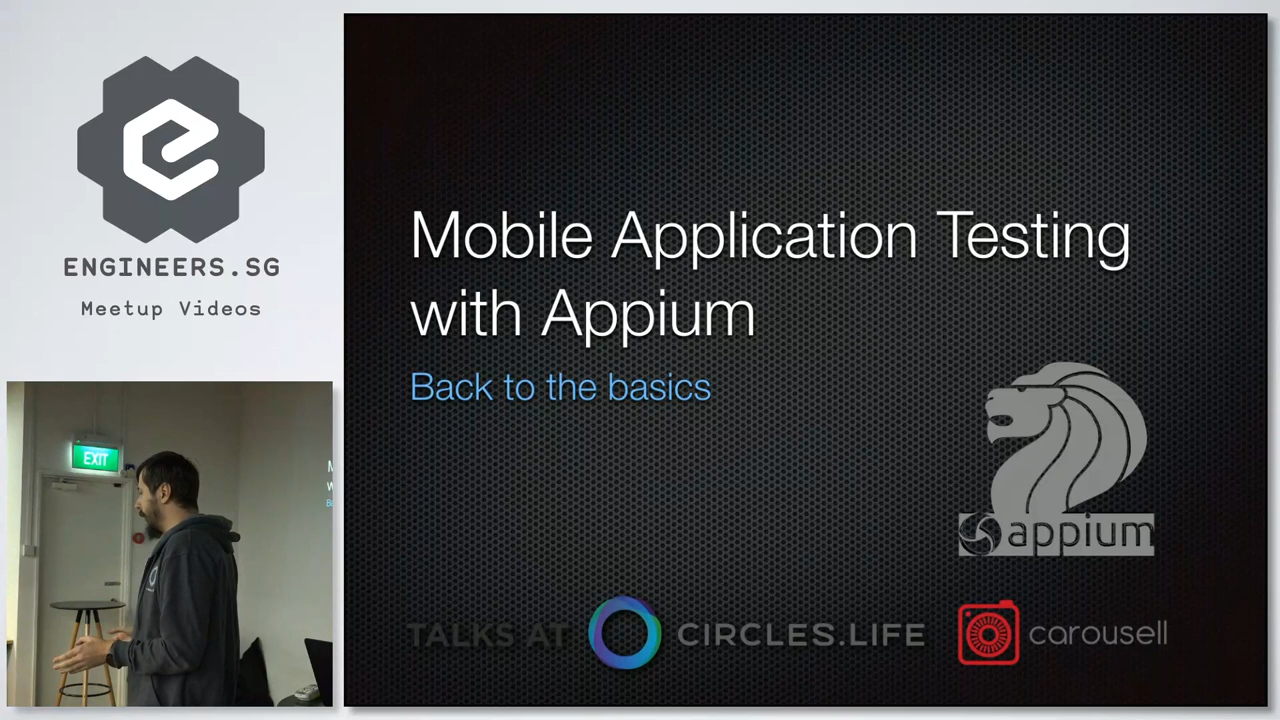 ENGINEERS.SG
Meetup Videos
EXIT
Mobile Application Testing
with Appium
Back to the basics
appium
TALKS AT
CIRCLES.LIFE
carousell